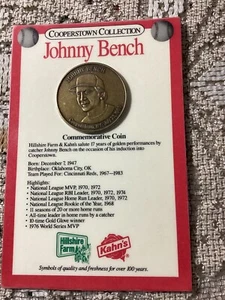 COOPERSTOWN COLLECTION
Johnny Bench
JOHNNY BENCH
Commemorative Coin
Hillshire Farm & Kahn's salute 17 years of golden performances by
catcher Johnny Bench on the occasion of his induction into
Cooperstown.
Born: December 7, 1947
Birthplace: Oklahoma City, OK
Team Played For: Cincinnati Reds, 1967–1983
Highlights:
• National League MVP, 1970, 1972
• National League RBI Leader, 1970, 1972, 1974
• National League Home Run Leader, 1970, 1972
• National League Rookie of the Year, 1968
• 11 seasons of 20 or more home runs
• All-time leader in home runs by a catcher
• 10-time Gold Glove winner
• 1976 World Series MVP
Hillshire
Farm
Kahn's
Symbols of quality and freshness for over 100 years.